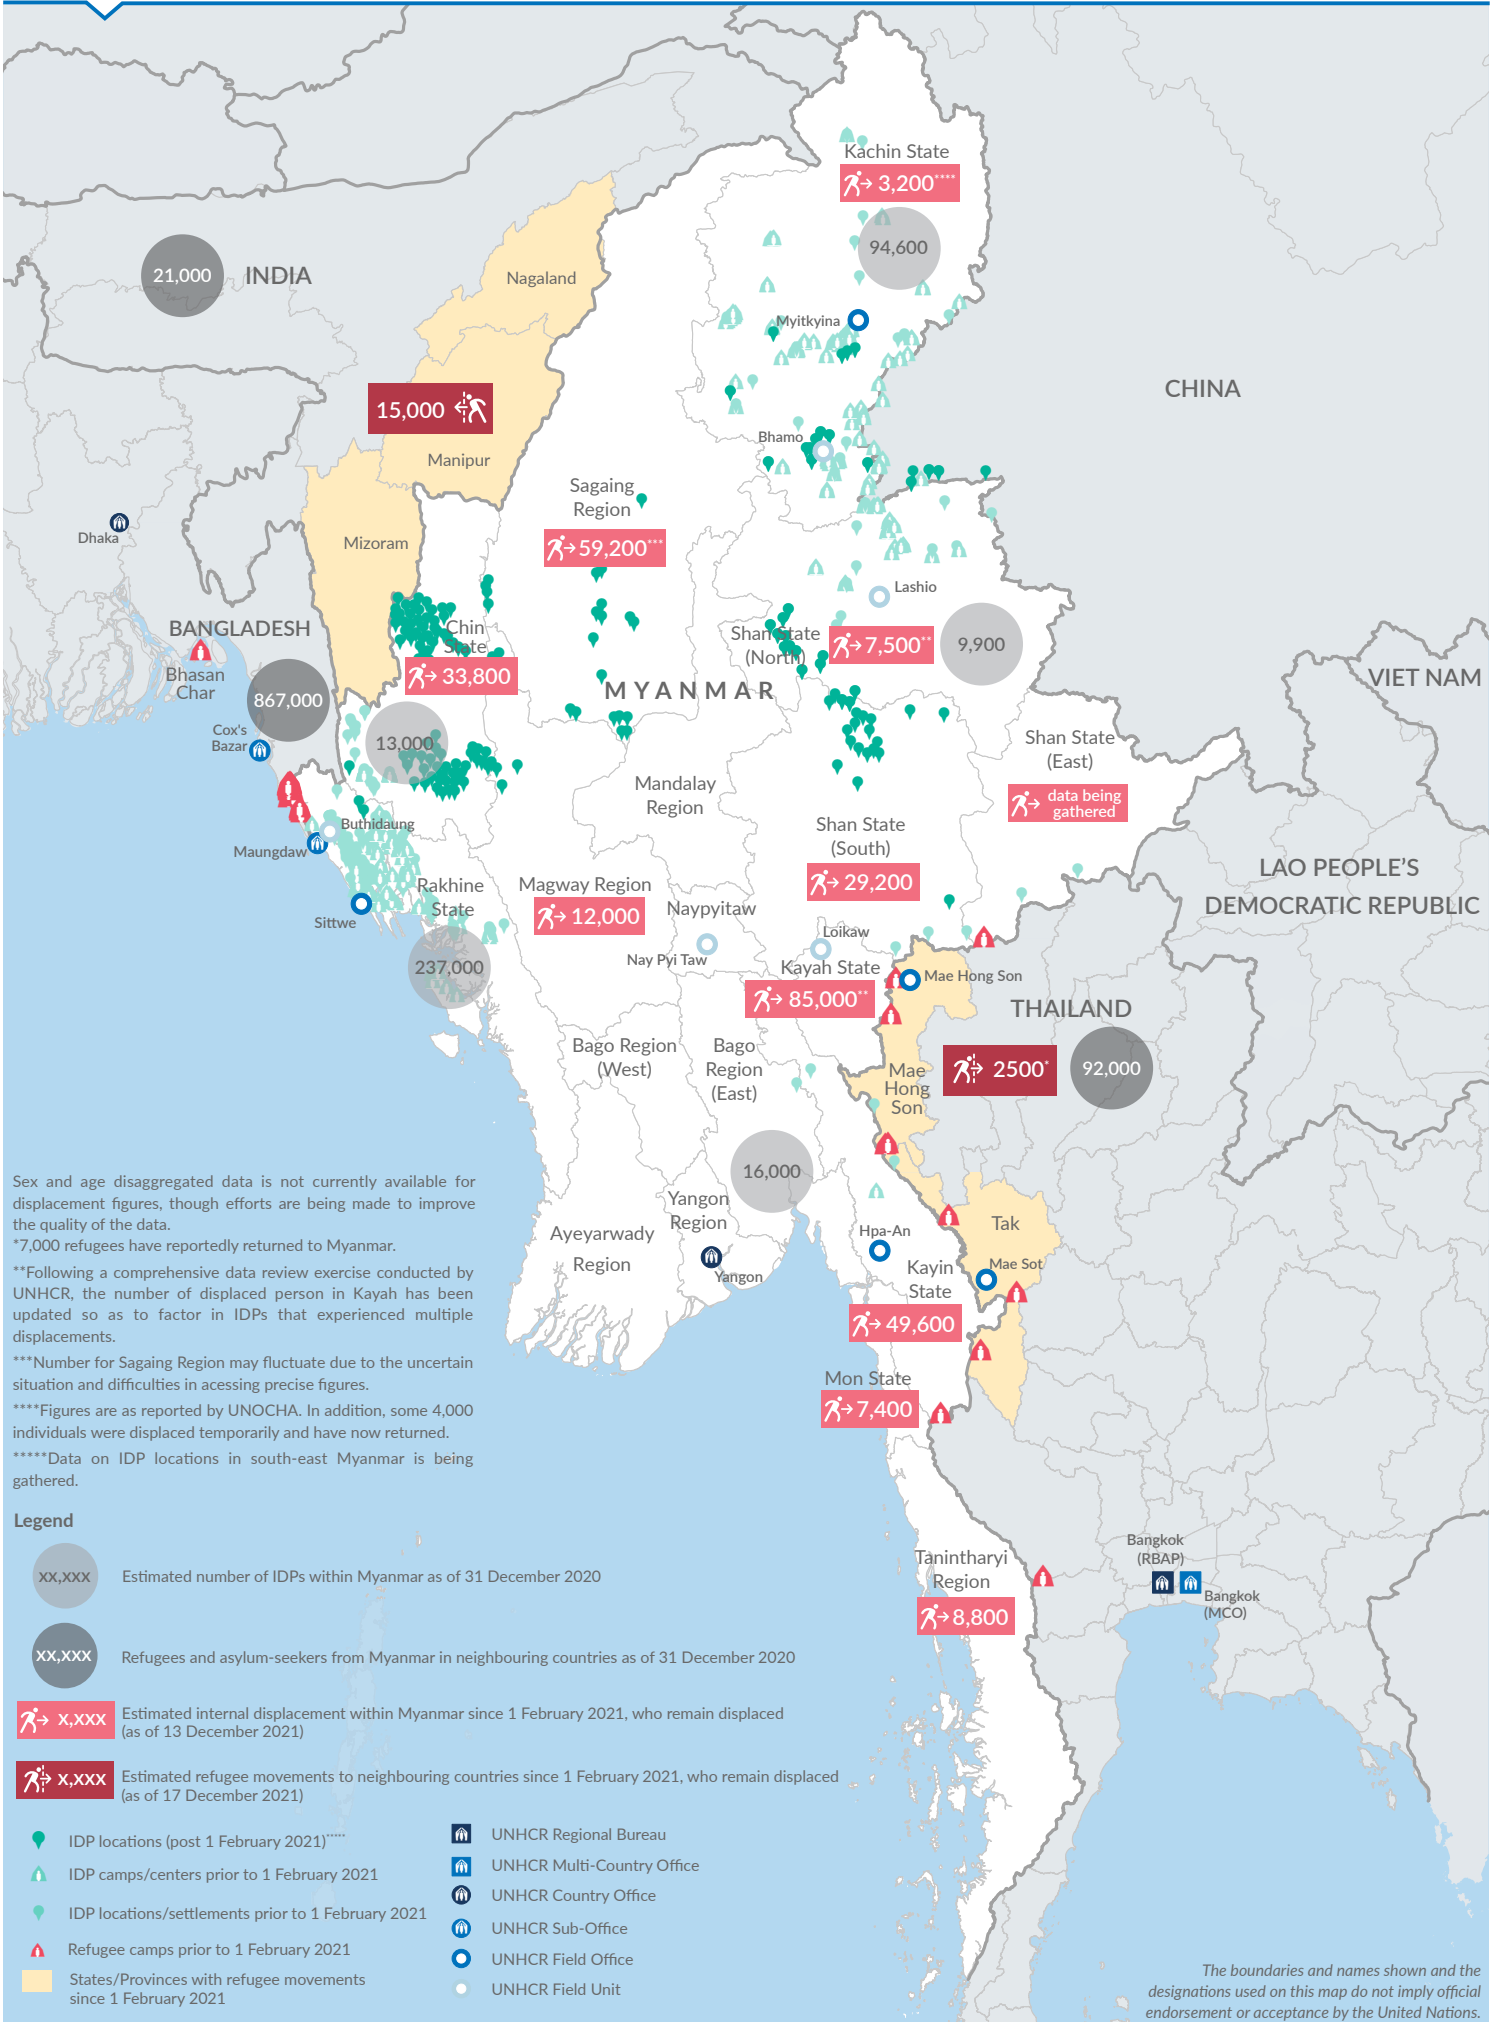 Kachin State
3,200****
94,600
21,000
INDIA
Nagaland
Myitkyina
CHINA
15,000
Manipur
Bhamo
Sagaing
Region
59,200***
Dhaka
Mizoram
Lashio
BANGLADESH
Chin
State
33,800
Shan State
(North)
7,500**
9,900
Bhasan
Char
867,000
MYANMAR
VIET NAM
Cox's
Bazar
13,000
Shan State
(East)
data being
gathered
Mandalay
Region
Buthidaung
Maungdaw
Shan State
(South)
29,200
LAO PEOPLE'S
DEMOCRATIC REPUBLIC
Rakhine
State
Sittwe
Magway Region
12,000
Naypyitaw
Nay Pyi Taw
Loikaw
237,000
Kayah State
85,000**
Mae Hong Son
THAILAND
Bago Region
(West)
Bago
Region
(East)
Mae
Hong
Son
2500*
92,000
16,000
Sex and age disaggregated data is not currently available for
displacement figures, though efforts are being made to improve
the quality of the data.
*7,000 refugees have reportedly returned to Myanmar.
**Following a comprehensive data review exercise conducted by
UNHCR, the number of displaced person in Kayah has been
updated so as to factor in IDPs that experienced multiple
displacements.
***Number for Sagaing Region may fluctuate due to the uncertain
situation and difficulties in acessing precise figures.
****Figures are as reported by UNOCHA. In addition, some 4,000
individuals were displaced temporarily and have now returned.
*****Data on IDP locations in south-east Myanmar is being
gathered.
Ayeyarwady
Region
Yangon
Region
Yangon
Hpa-An
Tak
Mae Sot
Kayin
State
49,600
Mon State
7,400
Tanintharyi
Region
8,800
Bangkok
(RBAP)
Bangkok
(MCO)
Legend
XX,XXX
Estimated number of IDPs within Myanmar as of 31 December 2020
XX,XXX
Refugees and asylum-seekers from Myanmar in neighbouring countries as of 31 December 2020
X,XXX
Estimated internal displacement within Myanmar since 1 February 2021, who remain displaced
(as of 13 December 2021)
X,XXX
Estimated refugee movements to neighbouring countries since 1 February 2021, who remain displaced
(as of 17 December 2021)
IDP locations (post 1 February 2021)*****
IDP camps/centers prior to 1 February 2021
IDP locations/settlements prior to 1 February 2021
Refugee camps prior to 1 February 2021
States/Provinces with refugee movements
since 1 February 2021
UNHCR Regional Bureau
UNHCR Multi-Country Office
UNHCR Country Office
UNHCR Sub-Office
UNHCR Field Office
UNHCR Field Unit
The boundaries and names shown and the
designations used on this map do not imply official
endorsement or acceptance by the United Nations.